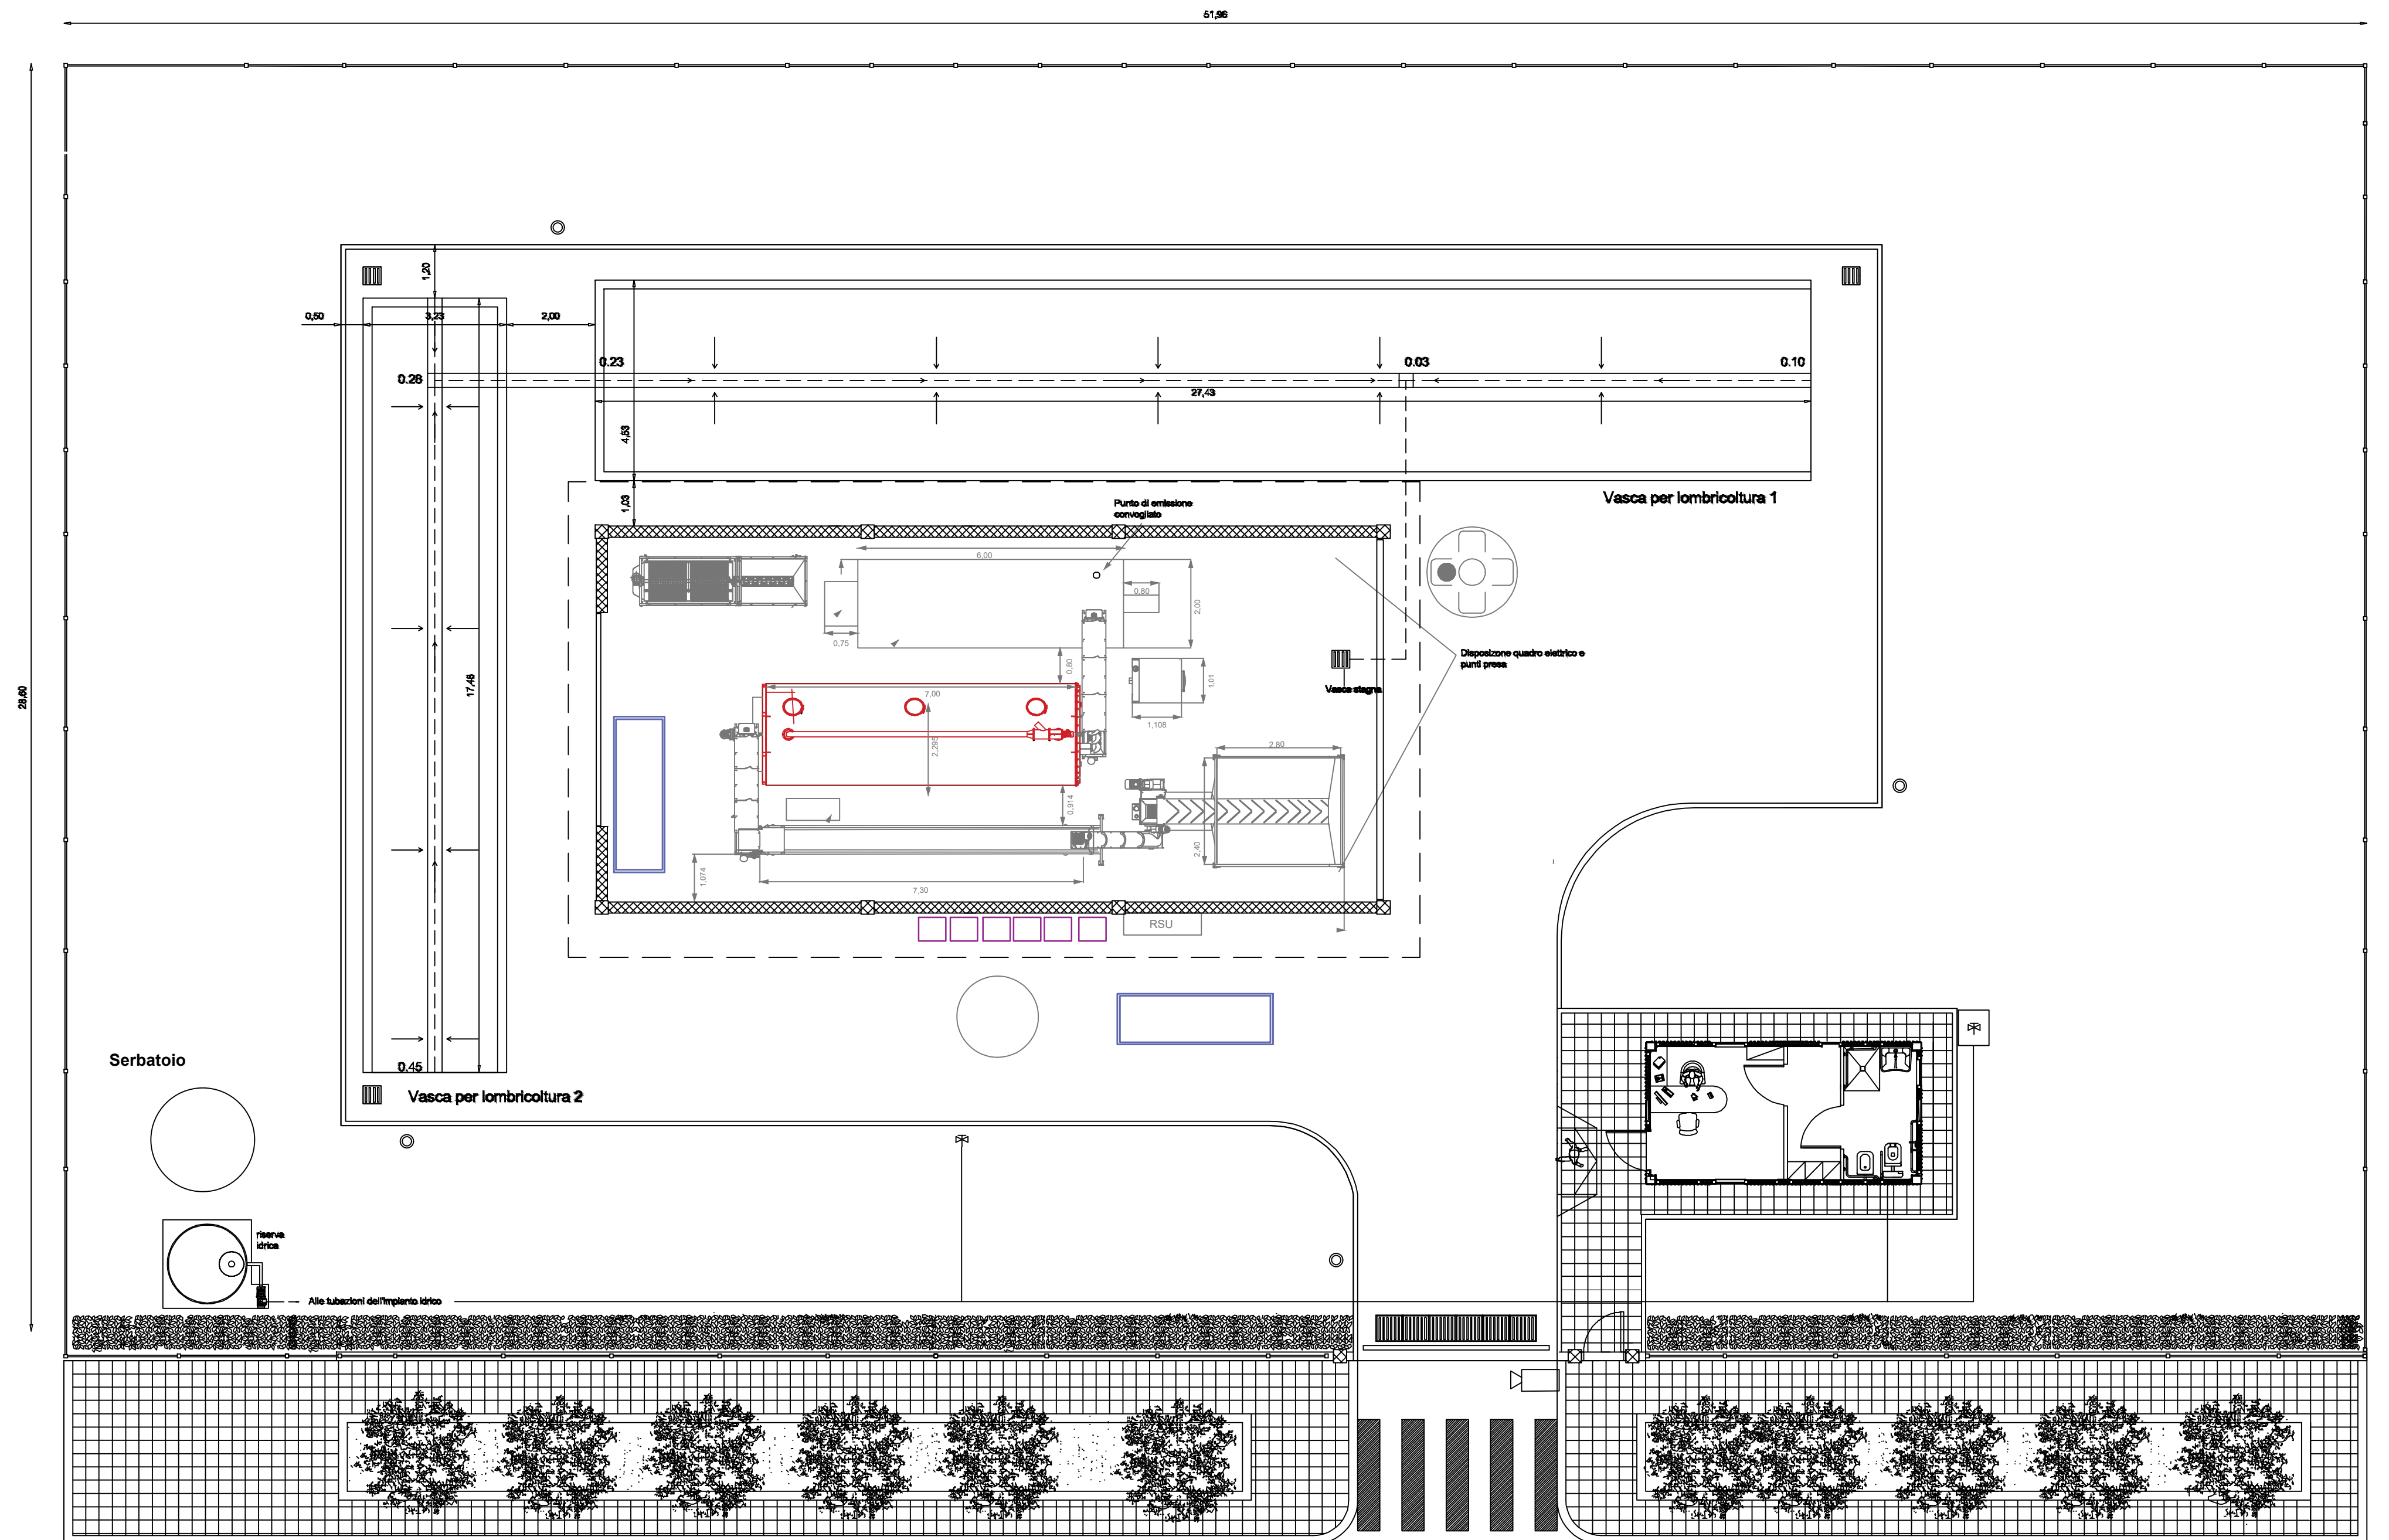 51,96
28,60
1,20
0,50
3,23
2,00
0.23
0.03
0.10
0.28
27,43
4,53
17,48
1,03
Vasca per lombricoltura 1
Punto di emissione
convogliato
6,00
0,80
2,00
0,75
0,80
Disposizone quadro elettrico e
punti presa
1,01
Vasca stagna
7,00
1,108
2,295
2,80
0,914
2,40
1,074
7,30
RSU
Serbatoio
0.45
Vasca per lombricoltura 2
riserva
idrica
Alle tubazioni dell'impianto idrico